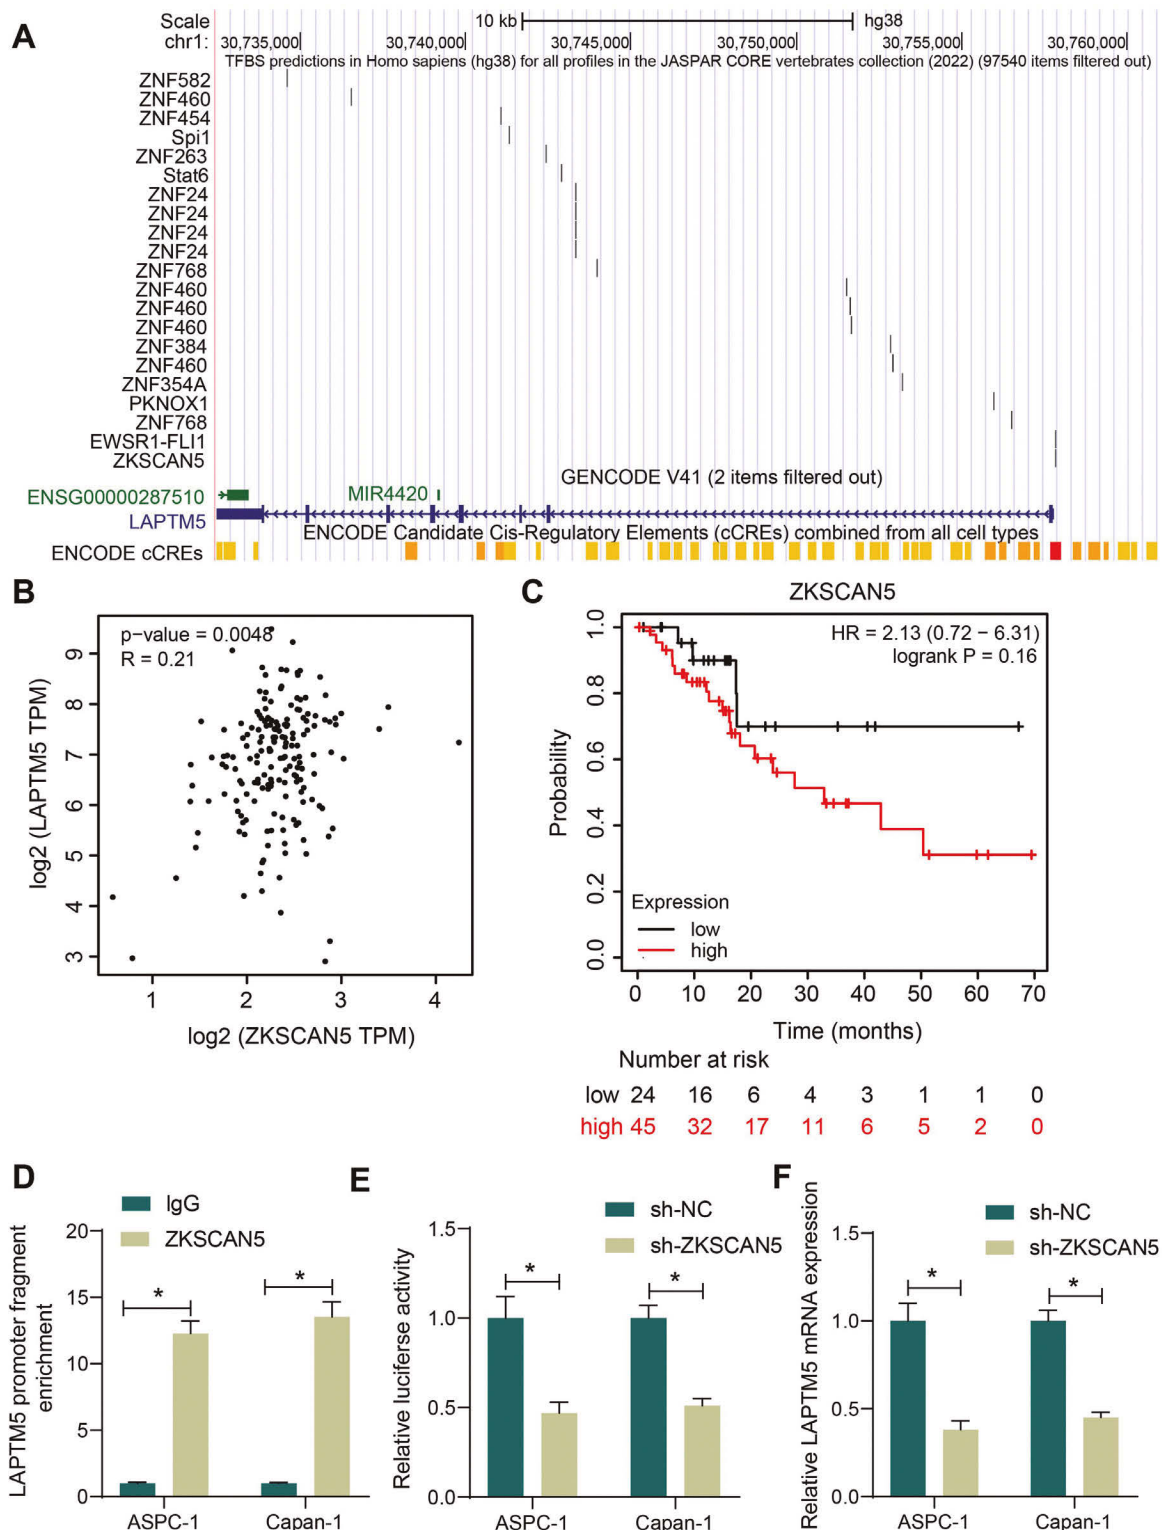 A
Scale 10 kb hg38
chr1: 30,735,000 30,740,000 30,745,000 30,750,000 30,755,000 30,760,000
TFBS predictions in Homo sapiens (hg38) for all profiles in the JASPAR CORE vertebrates collection (2022) (97540 items filtered out)
ZNF582
ZNF460
ZNF454
Spi1
ZNF263
Stat6
ZNF24
ZNF24
ZNF24
ZNF24
ZNF768
ZNF460
ZNF460
ZNF460
ZNF384
ZNF460
ZNF354A
PKNOX1
ZNF768
EWSR1-FLI1
ZKSCAN5
GENCODE V41 (2 items filtered out)
ENSG00000287510 MIR4420
LAPTM5
ENCODE Candidate Cis-Regulatory Elements (cCREs) combined from all cell types
ENCODE cCREs
B
p-value = 0.0048
R = 0.21
9
8
7
6
5
4
3
log2 (LAPTM5 TPM)
1 2 3 4
log2 (ZKSCAN5 TPM)
C
ZKSCAN5
HR = 2.13 (0.72 − 6.31)
logrank P = 0.16
1.0
0.8
0.6
0.4
0.2
0.0
Probability
Expression
low
high
0 10 20 30 40 50 60 70
Time (months)
Number at risk
low 24 16 6 4 3 1 1 0
high 45 32 17 11 6 5 2 0
D
IgG
ZKSCAN5
LAPTM5 promoter fragment
enrichment
20
15
10
5
0
* *
ASPC-1 Capan-1
E
sh-NC
sh-ZKSCAN5
Relative luciferase activity
1.5
1.0
0.5
0.0
* *
ASPC-1 Capan-1
F
sh-NC
sh-ZKSCAN5
Relative LAPTM5 mRNA expression
1.5
1.0
0.5
0.0
* *
ASPC-1 Capan-1